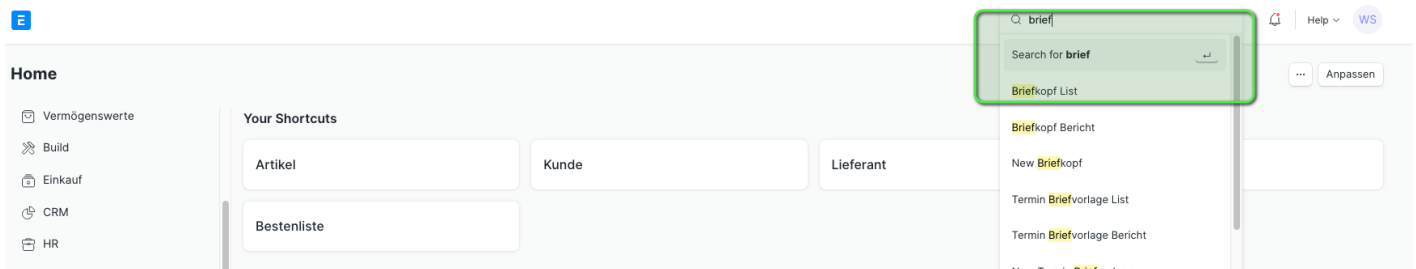 E
brief
Help
WS
Search for brief
Home
... Anpassen
Briefkopf List
Vermögenswerte
Your Shortcuts
Briefkopf Bericht
Build
Artikel
Kunde
Lieferant
New Briefkopf
Einkauf
Termin Briefvorlage List
CRM
Bestenliste
Termin Briefvorlage Bericht
HR